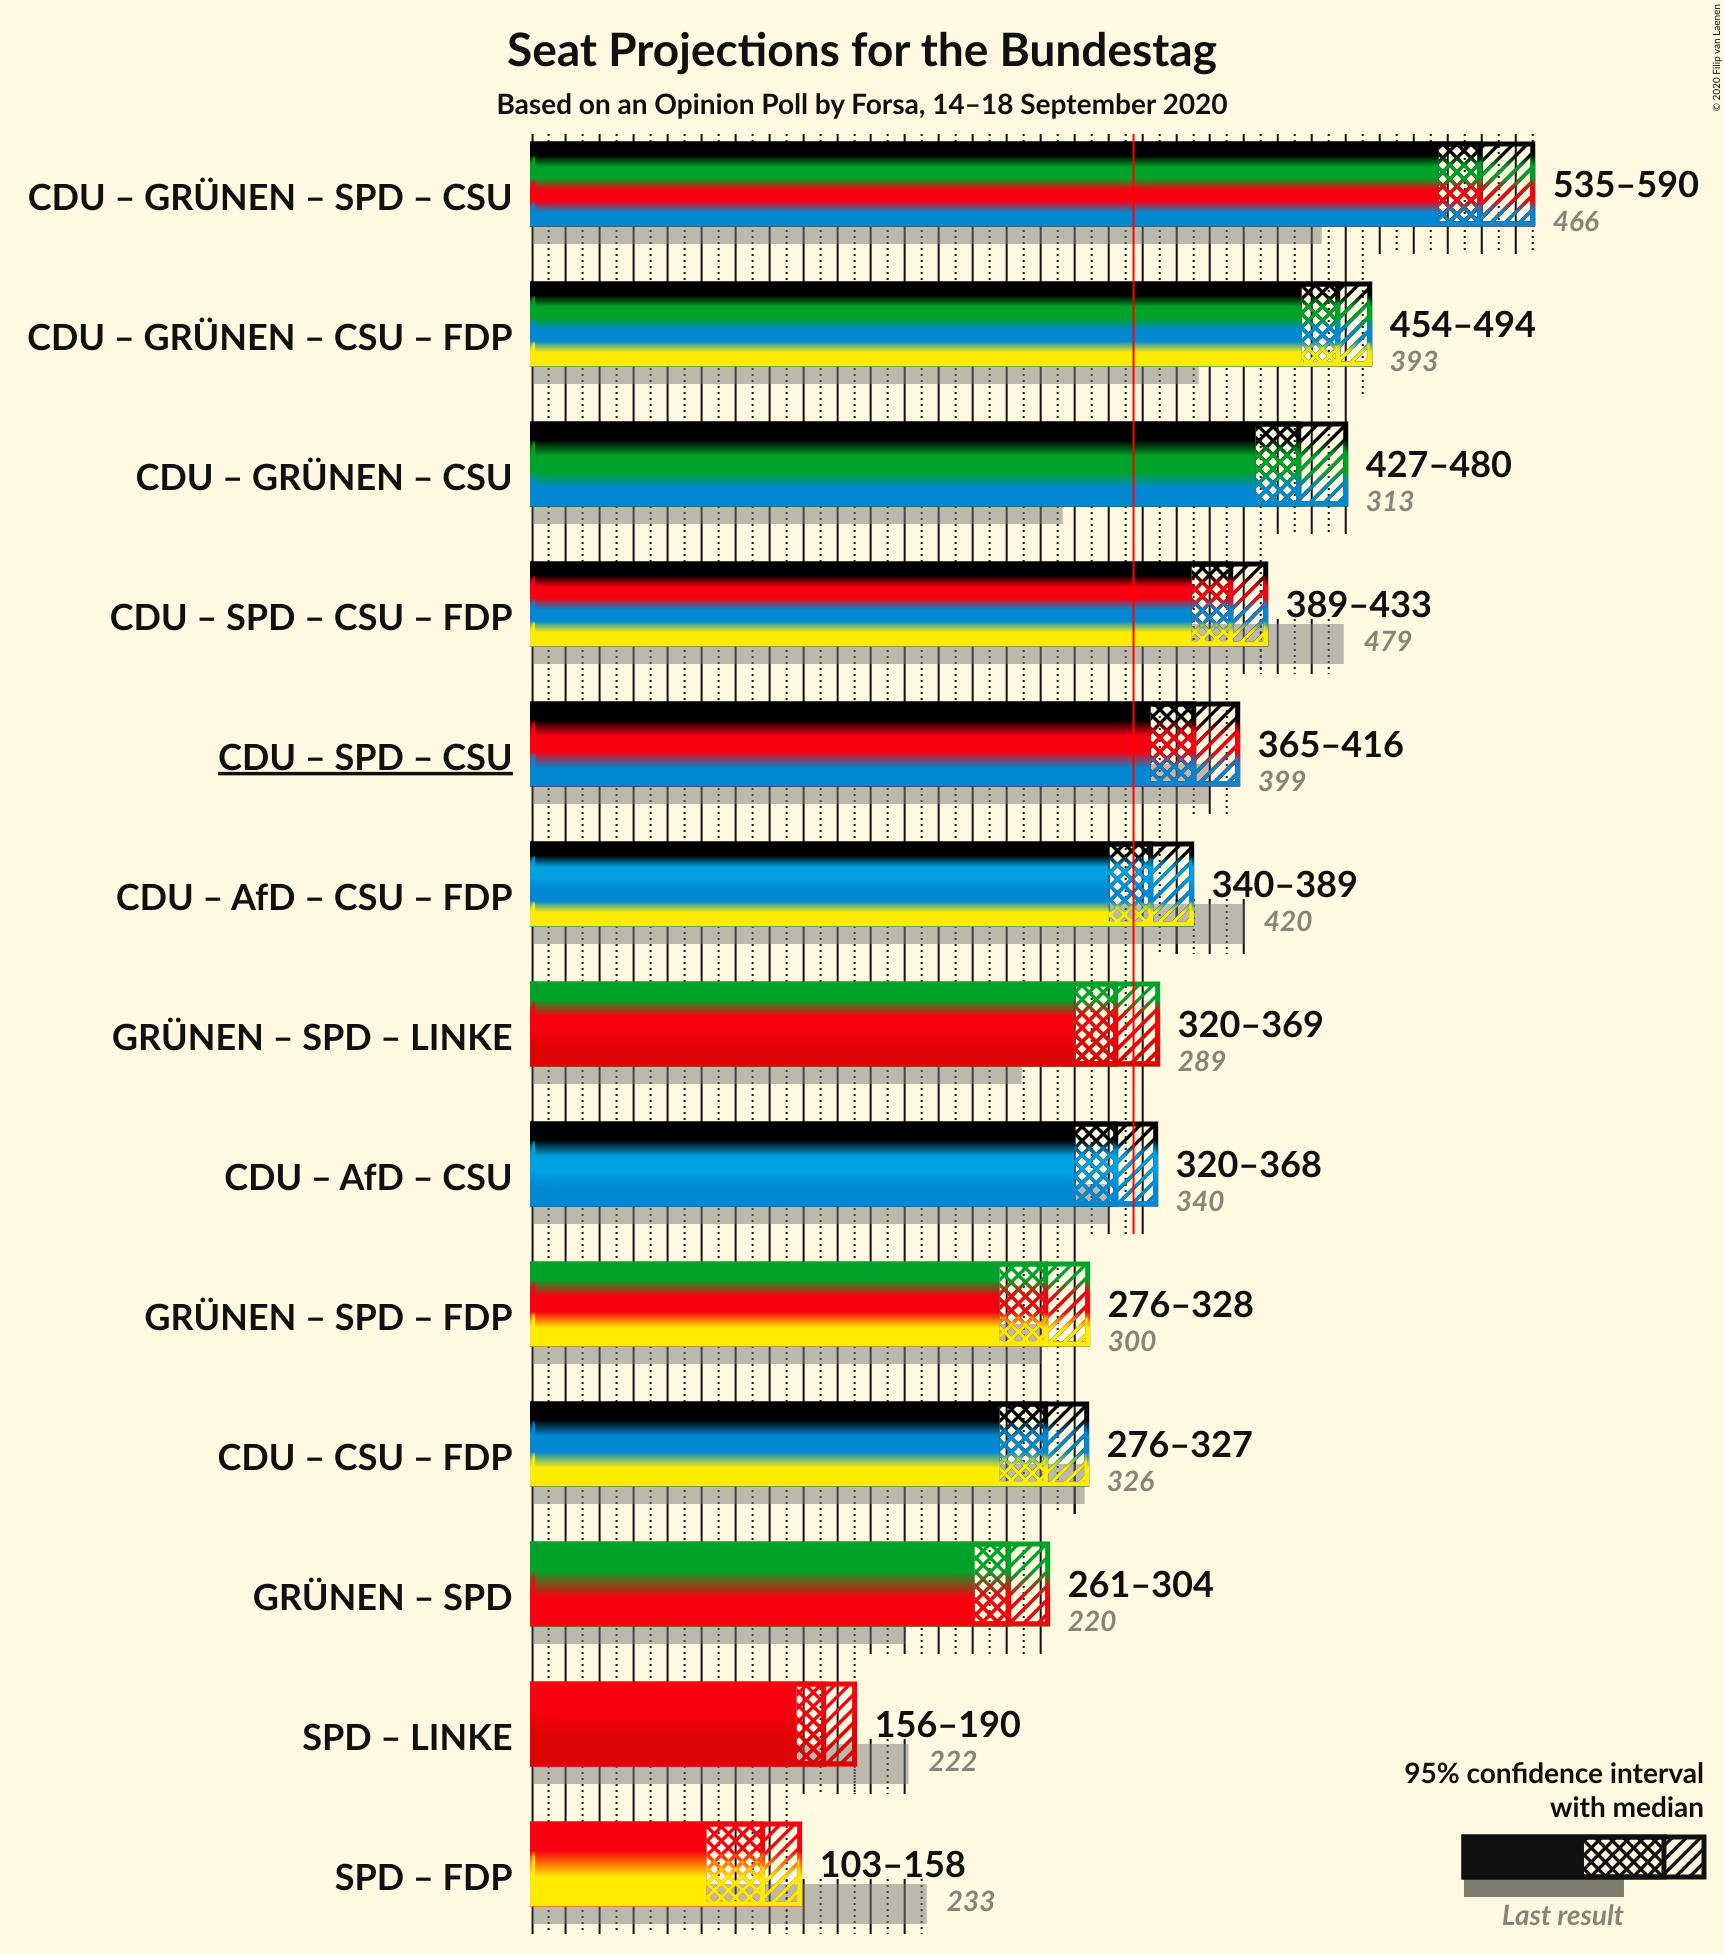 Seat Projections for the Bundestag
Based on an Opinion Poll by Forsa, 14–18 September 2020
© 2020 Filip van Laenen
CDU – GRÜNEN – SPD – CSU
535–590
466
CDU – GRÜNEN – CSU – FDP
454–494
393
CDU – GRÜNEN – CSU
427–480
313
CDU – SPD – CSU – FDP
389–433
479
CDU – SPD – CSU
365–416
399
CDU – AfD – CSU – FDP
340–389
420
GRÜNEN – SPD – LINKE
320–369
289
CDU – AfD – CSU
320–368
340
GRÜNEN – SPD – FDP
276–328
300
CDU – CSU – FDP
276–327
326
GRÜNEN – SPD
261–304
220
SPD – LINKE
156–190
222
SPD – FDP
103–158
233
95% confidence interval
with median
Last result